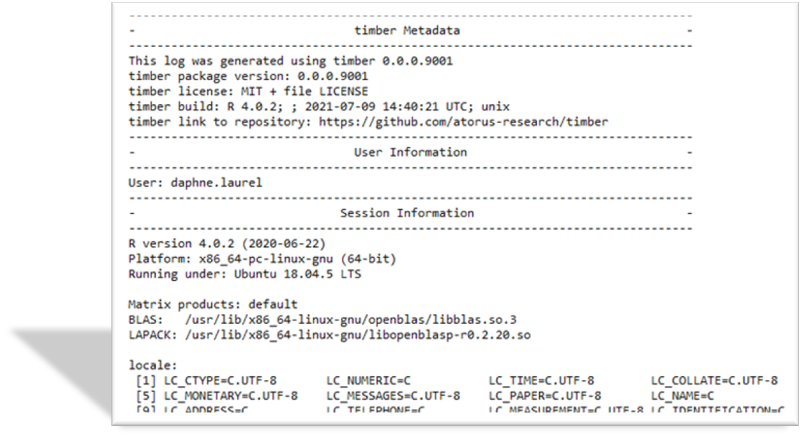 --------------------------------------------------------------------------------
- timber Metadata -
--------------------------------------------------------------------------------
This log was generated using timber 0.0.0.9001
timber package version: 0.0.0.9001
timber license: MIT + file LICENSE
timber build: R 4.0.2; ; 2021-07-09 14:40:21 UTC; unix
timber link to repository: https://github.com/atorus-research/timber
--------------------------------------------------------------------------------
- User Information -
--------------------------------------------------------------------------------
User: daphne.laurel
--------------------------------------------------------------------------------
- Session Information -
--------------------------------------------------------------------------------
R version 4.0.2 (2020-06-22)
Platform: x86_64-pc-linux-gnu (64-bit)
Running under: Ubuntu 18.04.5 LTS
Matrix products: default
BLAS: /usr/lib/x86_64-linux-gnu/openblas/libblas.so.3
LAPACK: /usr/lib/x86_64-linux-gnu/libopenblasp-r0.2.20.so
locale:
[1] LC_CTYPE=C.UTF-8 LC_NUMERIC=C LC_TIME=C.UTF-8 LC_COLLATE=C.UTF-8
[5] LC_MONETARY=C.UTF-8 LC_MESSAGES=C.UTF-8 LC_PAPER=C.UTF-8 LC_NAME=C
[9] LC_ADDRESS=C LC_TELEPHONE=C LC_MEASUREMENT=C.UTF-8 LC_IDENTIFICATION=C